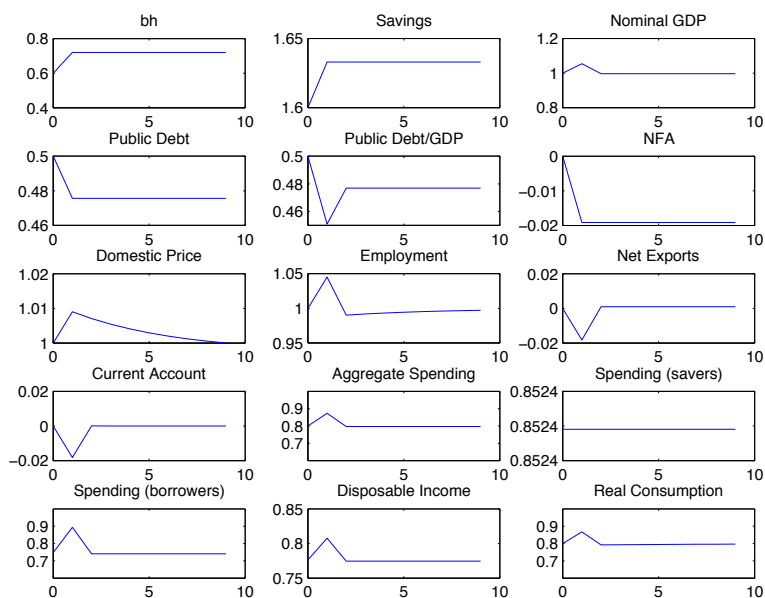 bh Savings Nominal GDP
0.8 1.65 1.2
0.6 1
0.4 1.6 0.8
0 5 10 0 5 10 0 5 10
Public Debt Public Debt/GDP NFA
0.5 0.5 0
0.48 0.48 −0.01
0.46 0.46 −0.02
0 5 10 0 5 10 0 5 10
Domestic Price Employment Net Exports
1.02 1.05 0.02
1.01 1 0
1 0.95 −0.02
0 5 10 0 5 10 0 5 10
Current Account Aggregate Spending Spending (savers)
0.02 0.8524
0 0.9 0.8524
−0.02 0.8 0.8524
0.7
0 5 10 0 5 10 0 5 10
Spending (borrowers) Disposable Income Real Consumption
0.85
0.9 0.9
0.8 0.8 0.8
0.7 0.7
0.75
0 5 10 0 5 10 0 5 10